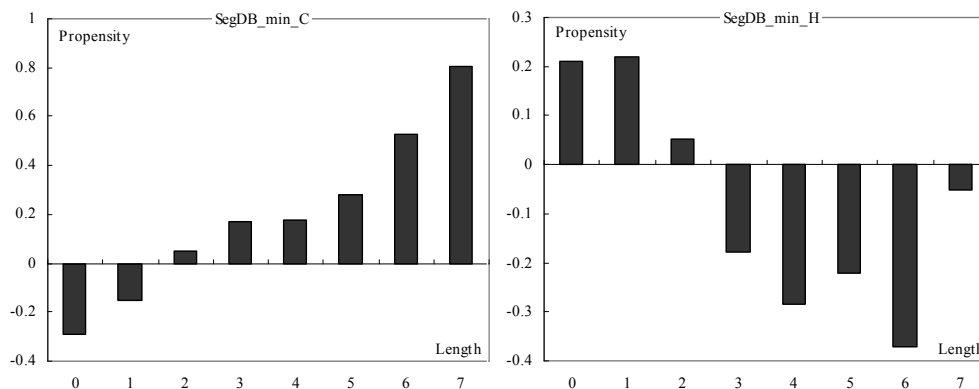 SegDB_min_C
Propensity
1
0.8
0.6
0.4
0.2
0
-0.2
-0.4
Length
0 1 2 3 4 5 6 7
SegDB_min_H
Propensity
0.3
0.2
0.1
0
-0.1
-0.2
-0.3
-0.4
Length
0 1 2 3 4 5 6 7